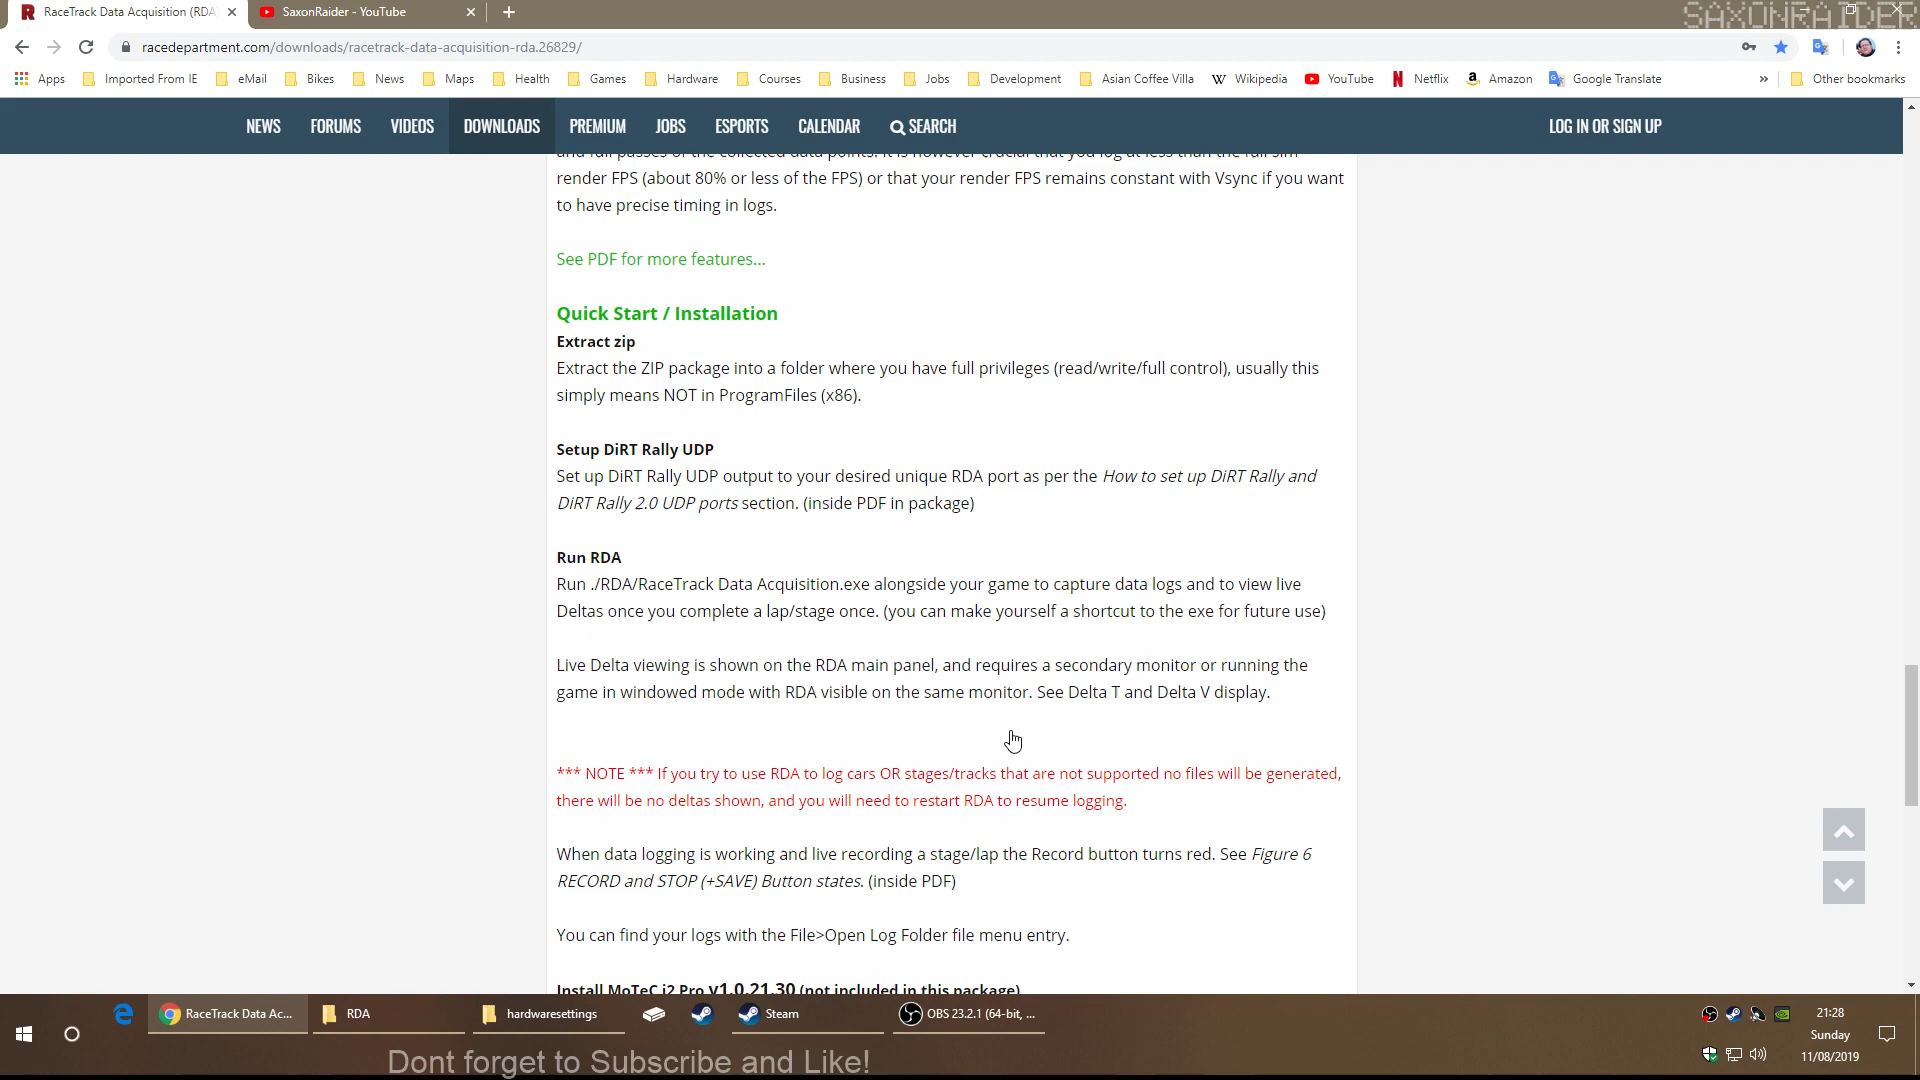 RaceTrack Data Acquisition (RDA
SaxonRaider - YouTube
SAXONRAIDER
racedepartment.com/downloads/racetrack-data-acquisition-rda.26829/
Apps
Imported From IE
eMail
Bikes
News
Maps
Health
Games
Hardware
Courses
Business
Jobs
Development
Asian Coffee Villa
Wikipedia
YouTube
Netflix
Amazon
Google Translate
»
Other bookmarks
NEWS
FORUMS
VIDEOS
DOWNLOADS
PREMIUM
JOBS
ESPORTS
CALENDAR
SEARCH
LOG IN OR SIGN UP
and full passes of the collected data points. It is however crucial that you log at less than the full sim
render FPS (about 80% or less of the FPS) or that your render FPS remains constant with Vsync if you want
to have precise timing in logs.
See PDF for more features...
Quick Start / Installation
Extract zip
Extract the ZIP package into a folder where you have full privileges (read/write/full control), usually this
simply means NOT in ProgramFiles (x86).
Setup DiRT Rally UDP
Set up DiRT Rally UDP output to your desired unique RDA port as per the How to set up DiRT Rally and
DiRT Rally 2.0 UDP ports section. (inside PDF in package)
Run RDA
Run ./RDA/RaceTrack Data Acquisition.exe alongside your game to capture data logs and to view live
Deltas once you complete a lap/stage once. (you can make yourself a shortcut to the exe for future use)
Live Delta viewing is shown on the RDA main panel, and requires a secondary monitor or running the
game in windowed mode with RDA visible on the same monitor. See Delta T and Delta V display.
*** NOTE *** If you try to use RDA to log cars OR stages/tracks that are not supported no files will be generated,
there will be no deltas shown, and you will need to restart RDA to resume logging.
When data logging is working and live recording a stage/lap the Record button turns red. See Figure 6
RECORD and STOP (+SAVE) Button states. (inside PDF)
You can find your logs with the File>Open Log Folder file menu entry.
Install MoTeC i2 Pro v1.0.21.30 (not included in this package)
RaceTrack Data Ac...
RDA
hardwaresettings
Steam
OBS 23.2.1 (64-bit, ...
21:28
Sunday
11/08/2019
Dont forget to Subscribe and Like!